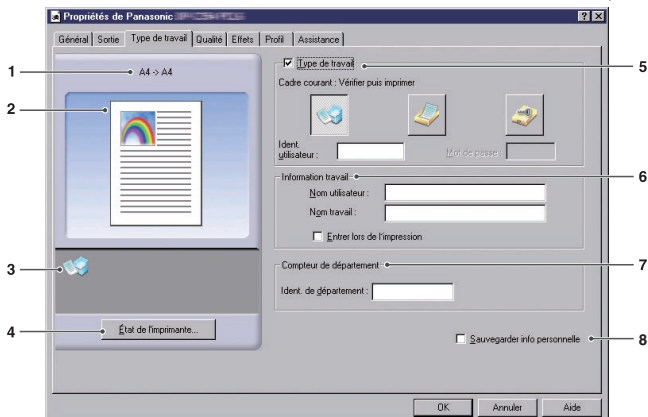 Propriétés de Panasonic
Général Sortie Type de travail Qualité Effets Profil Assistance
1
A4 -> A4
2
3
4
État de l'imprimante...
Type de travail
5
Cadre courant : Vérifier puis imprimer
Ident.
utilisateur :
Mot de passe :
Information travail
6
Nom utilisateur :
Nom travail :
Entrer lors de l'impression
Compteur de département
7
Ident. de département :
Sauvegarder info personnelle
8
OK Annuler Aide